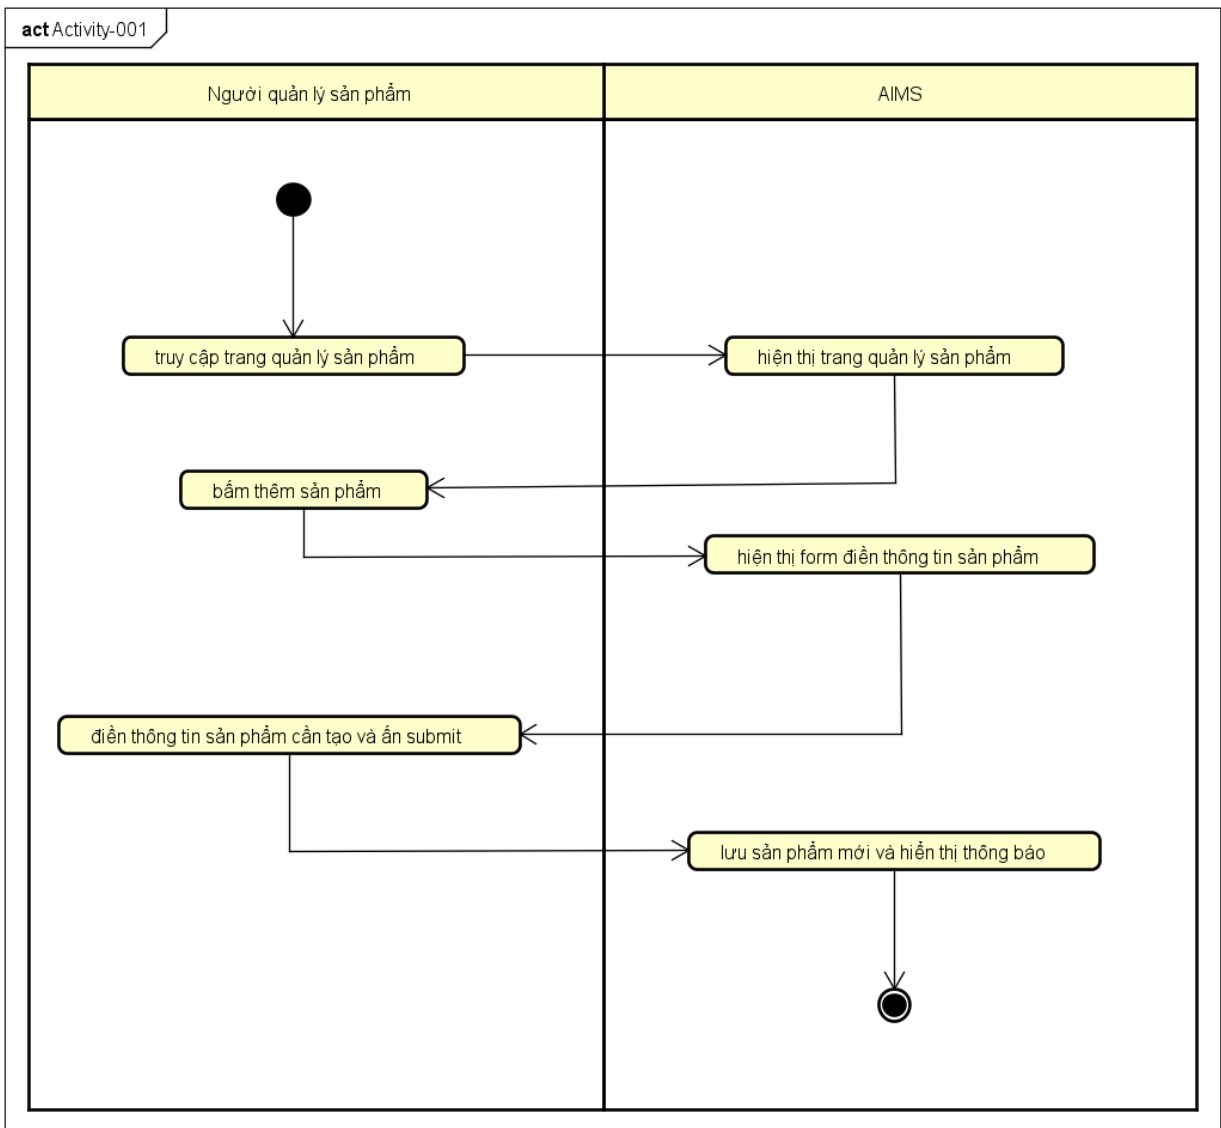 act Activity-001
Người quản lý sản phẩm
AIMS
truy cập trang quản lý sản phẩm
hiện thị trang quản lý sản phẩm
bấm thêm sản phẩm
hiện thị form điền thông tin sản phẩm
điền thông tin sản phẩm cần tạo và ấn submit
lưu sản phẩm mới và hiển thị thông báo